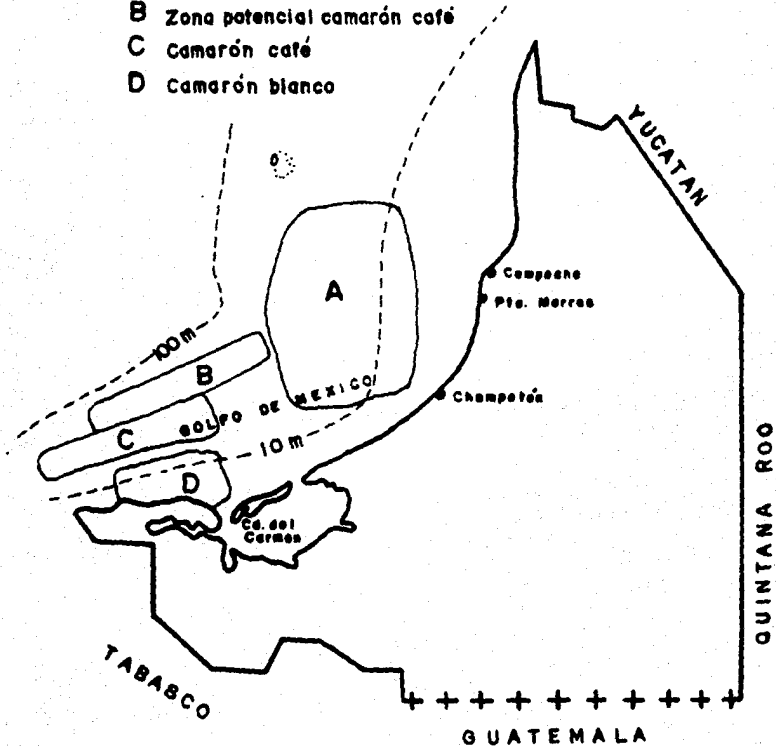 B Zona potencial camarón café
C Camarón café
D Camarón blanco
YUCATAN
A
Campeche
Pto. Morros
100 m
B
GOLFO DE MEXICO
Champotón
C
10 m
D
Cd. del
Carmen
QUINTANA ROO
TABASCO
GUATEMALA